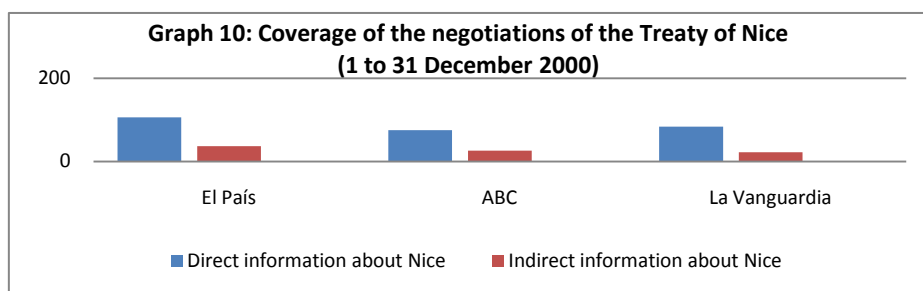 Graph 10: Coverage of the negotiations of the Treaty of Nice
(1 to 31 December 2000)
200
0
El País ABC La Vanguardia
Direct information about Nice Indirect information about Nice